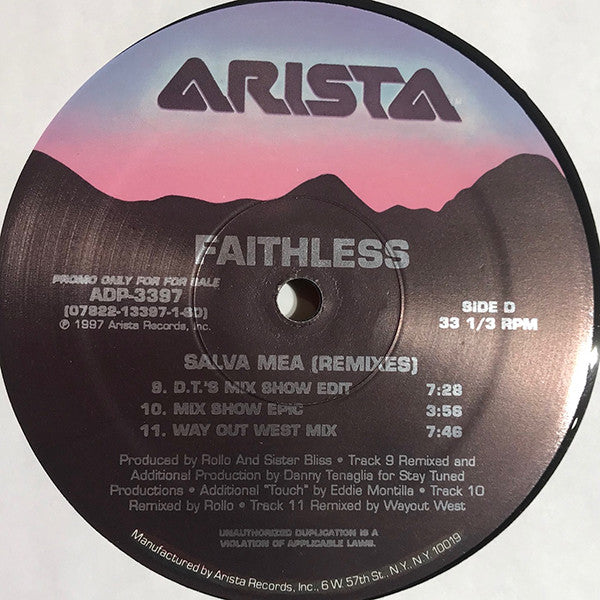 ARISTA
FAITHLESS
PROMO ONLY FOR FOR SALE
ADP-3397
(07822-13397-1-SD)
℗ 1997 Arista Records, Inc.
SIDE D
33 1/3 RPM
SALVA MEA (REMIXES)
9. D.T.'S MIX SHOW EDIT 7:28
10. MIX SHOW EPIC 3:56
11. WAY OUT WEST MIX 7:46
Produced by Rollo And Sister Bliss • Track 9 Remixed and
Additional Production by Danny Tenaglia for Stay Tuned
Productions • Additional "Touch" by Eddie Montilla • Track 10
Remixed by Rollo • Track 11 Remixed by Wayout West
UNAUTHORIZED DUPLICATION IS A
VIOLATION OF APPLICABLE LAWS.
Manufactured by Arista Records, Inc., 6 W. 57th St., N.Y., N.Y. 10019